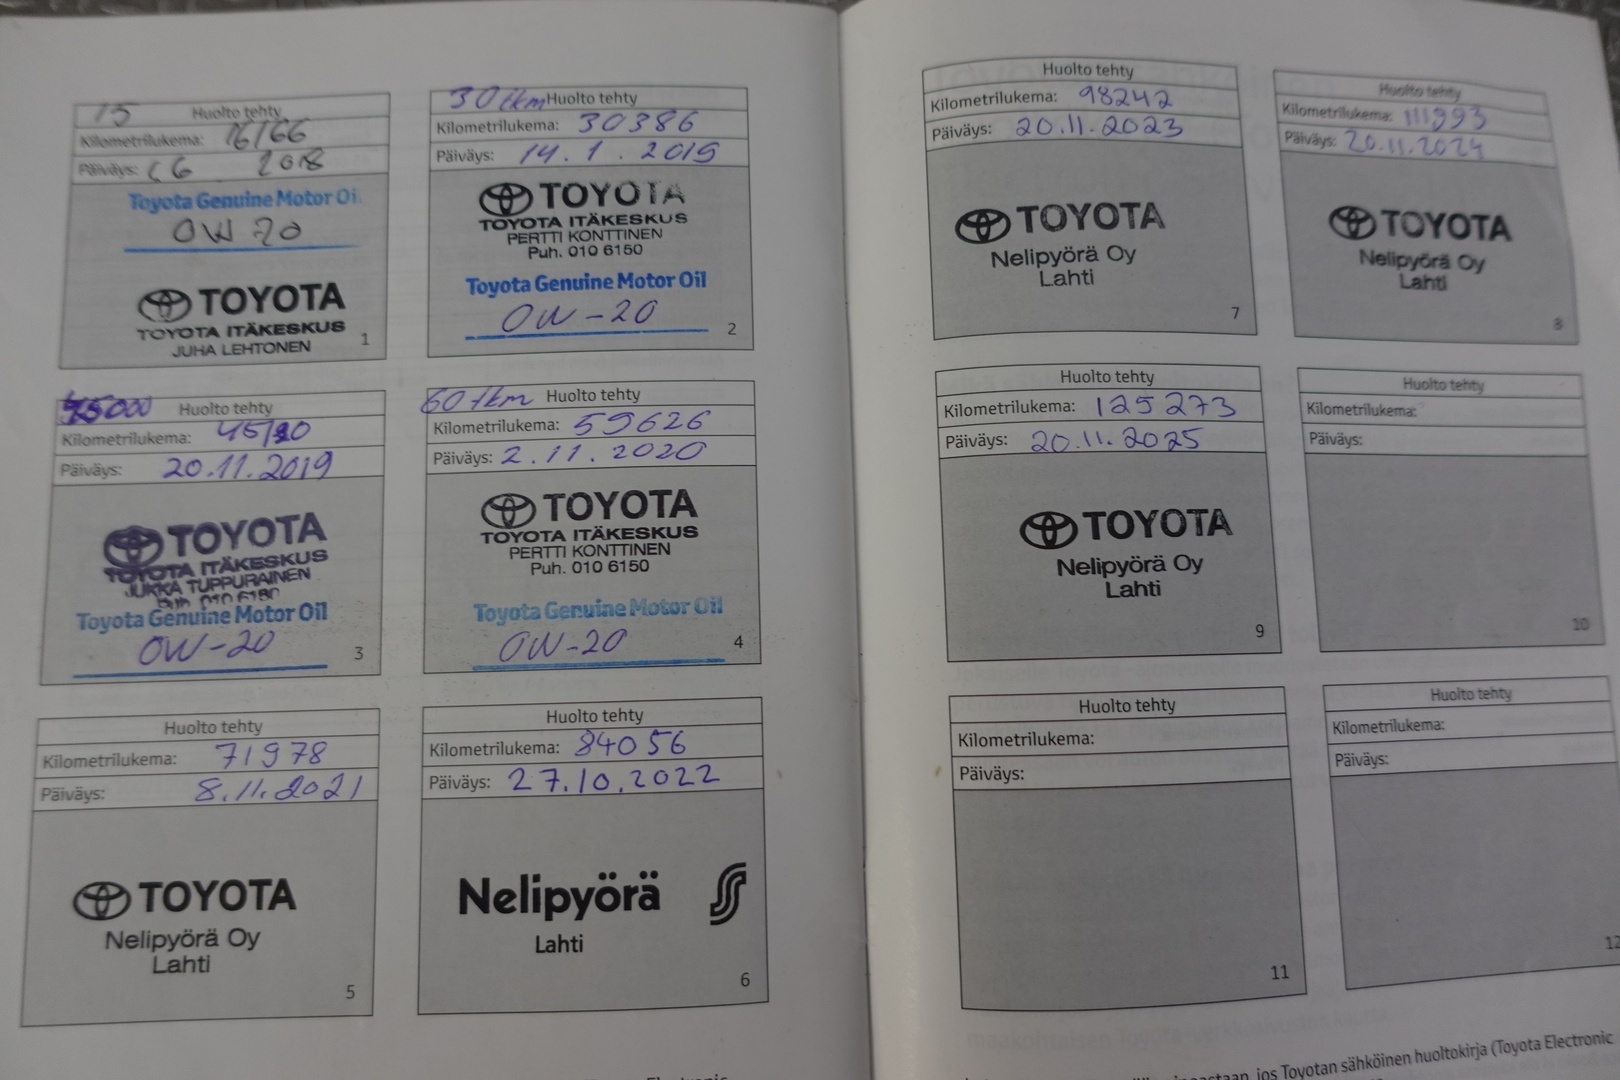 15 Huolto tehty
Kilometrilukema: 16166
Päiväys: 6 2018
Toyota Genuine Motor Oil
0W 20
TOYOTA
TOYOTA ITÄKESKUS
JUHA LEHTONEN
1
30 tkm Huolto tehty
Kilometrilukema: 30386
Päiväys: 14.1.2019
TOYOTA
TOYOTA ITÄKESKUS
PERTTI KONTTINEN
Puh. 010 6150
Toyota Genuine Motor Oil
0W-20
2
45000 Huolto tehty
Kilometrilukema:
Päiväys: 20.11.2019
TOYOTA
TOYOTA ITÄKESKUS
JUKKA TUPPURAINEN
Toyota Genuine Motor Oil
0W-20
3
60 tkm Huolto tehty
Kilometrilukema: 59626
Päiväys: 2.11.2020
TOYOTA
TOYOTA ITÄKESKUS
PERTTI KONTTINEN
Puh. 010 6150
Toyota Genuine Motor Oil
0W-20
4
Huolto tehty
Kilometrilukema: 71978
Päiväys: 8.11.2021
TOYOTA
Nelipyörä Oy
Lahti
5
Huolto tehty
Kilometrilukema: 84056
Päiväys: 27.10.2022
Nelipyörä
Lahti
6
Huolto tehty
Kilometrilukema: 98242
Päiväys: 20.11.2023
TOYOTA
Nelipyörä Oy
Lahti
7
Huolto tehty
Kilometrilukema: 111993
Päiväys: 20.11.2024
TOYOTA
Nelipyörä Oy
Lahti
8
Huolto tehty
Kilometrilukema: 125273
Päiväys: 20.11.2025
TOYOTA
Nelipyörä Oy
Lahti
9
Huolto tehty
Kilometrilukema:
Päiväys:
10
Huolto tehty
Kilometrilukema:
Päiväys:
11
Huolto tehty
Kilometrilukema:
Päiväys:
12
jos Toyotan sähköinen huoltokirja (Toyota Electronic